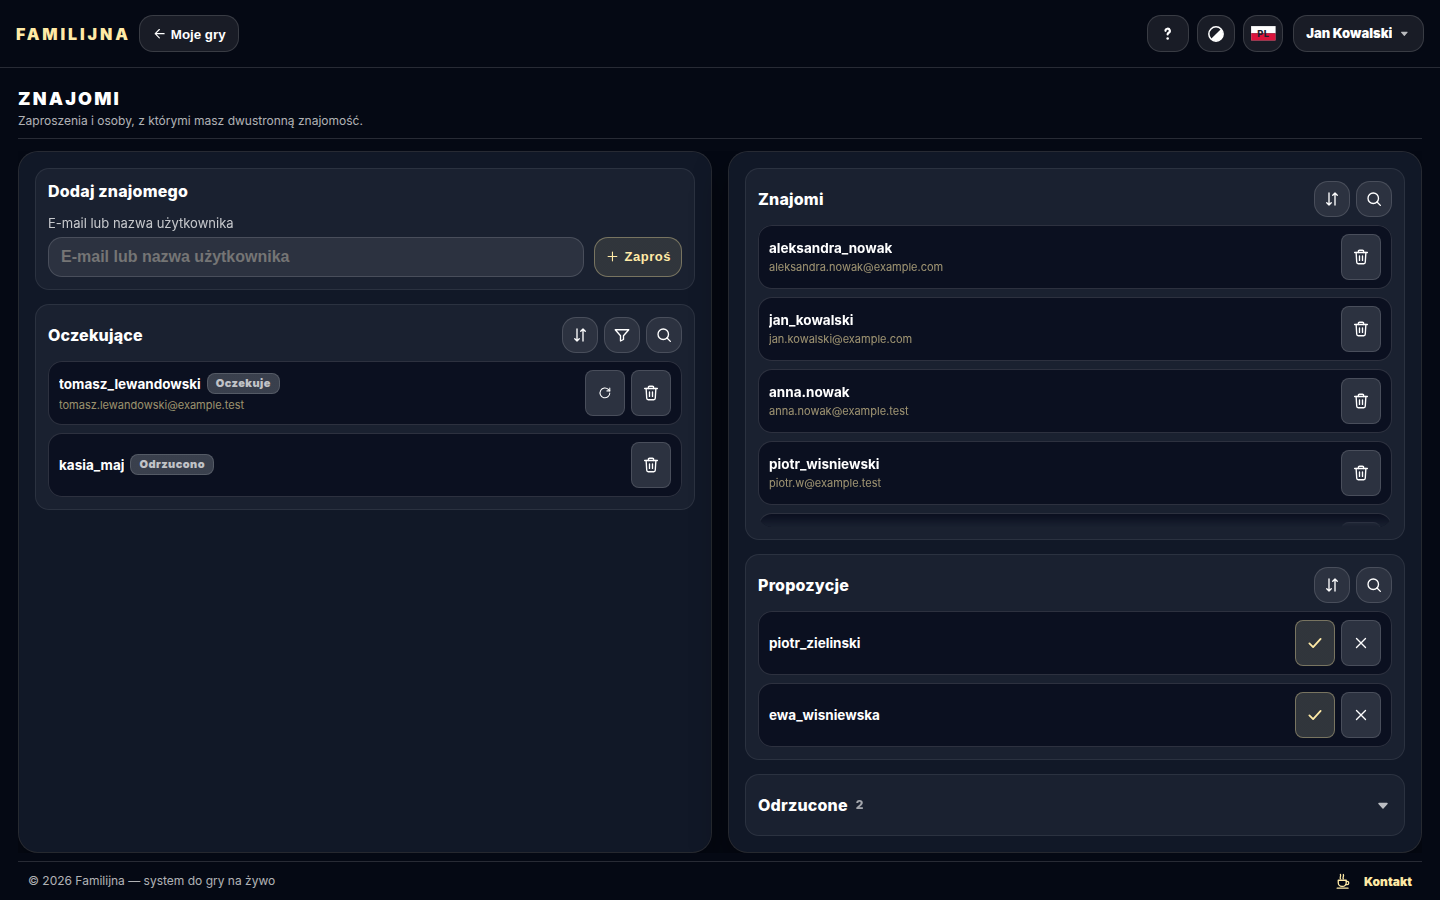 FAMILIJNA
← Moje gry
?
PL
Jan Kowalski
ZNAJOMI
Zaproszenia i osoby, z którymi masz dwustronną znajomość.
Dodaj znajomego
E-mail lub nazwa użytkownika
E-mail lub nazwa użytkownika
+ Zaproś
Oczekujące
tomasz_lewandowski Oczekuje
tomasz.lewandowski@example.test
kasia_maj Odrzucono
Znajomi
aleksandra_nowak
aleksandra.nowak@example.com
jan_kowalski
jan.kowalski@example.com
anna.nowak
anna.nowak@example.test
piotr_wisniewski
piotr.w@example.test
Propozycje
piotr_zielinski
ewa_wisniewska
Odrzucone 2
© 2026 Familijna — system do gry na żywo
Kontakt